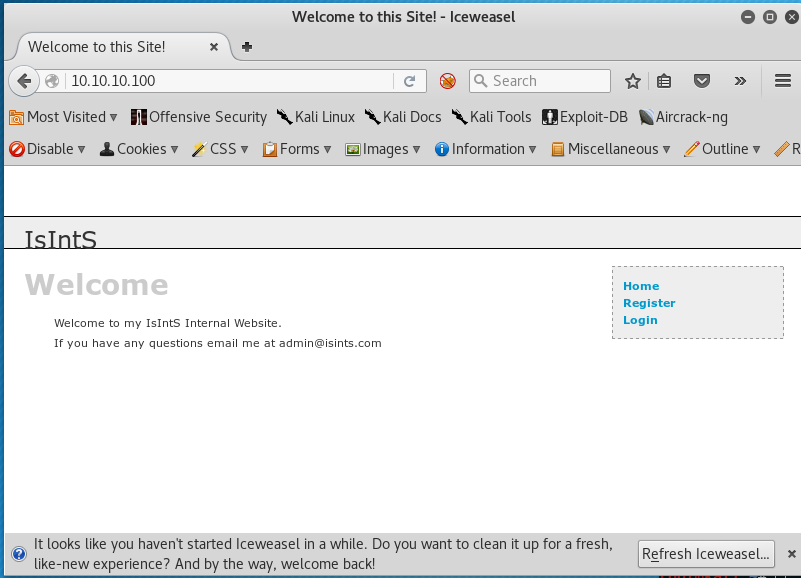 Welcome to this Site! - Iceweasel
Welcome to this Site!
10.10.10.100
Search
Most Visited Offensive Security Kali Linux Kali Docs Kali Tools Exploit-DB Aircrack-ng
Disable Cookies CSS Forms Images Information Miscellaneous Outline R
IsIntS
Welcome
Home
Register
Login
Welcome to my IsIntS Internal Website.
If you have any questions email me at admin@isints.com
It looks like you haven't started Iceweasel in a while. Do you want to clean it up for a fresh,
like-new experience? And by the way, welcome back!
Refresh Iceweasel...